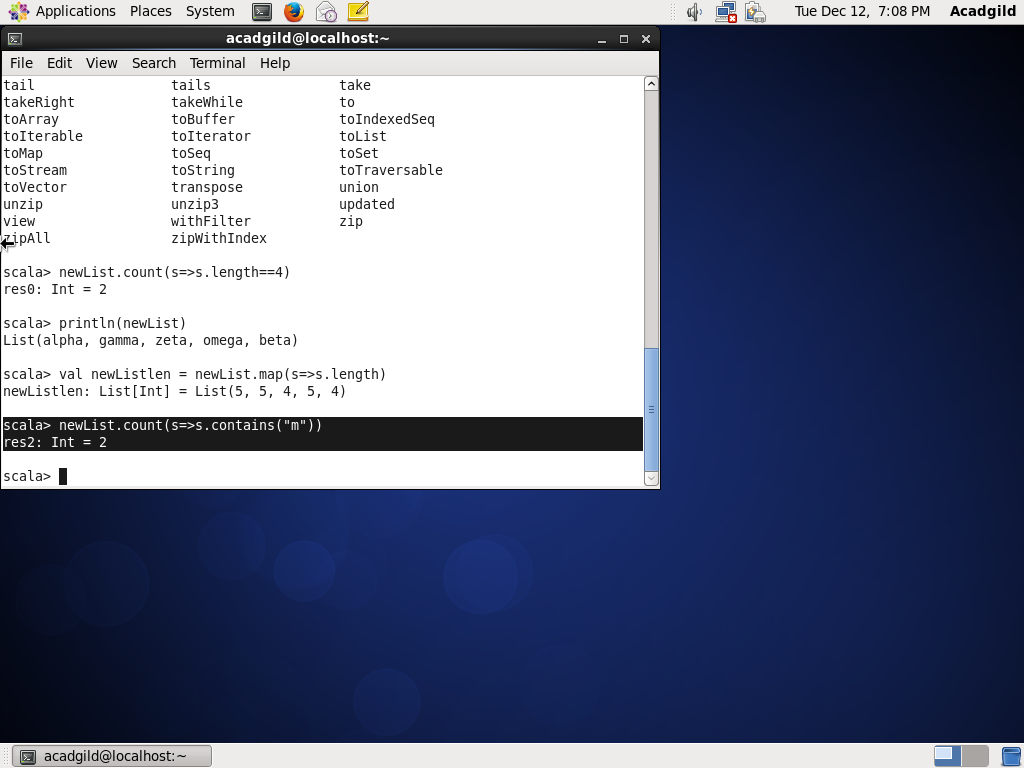 Applications Places System Tue Dec 12, 7:08 PM Acadgild
acadgild@localhost:~
File Edit View Search Terminal Help
tail tails take
takeRight takeWhile to
toArray toBuffer toIndexedSeq
toIterable toIterator toList
toMap toSeq toSet
toStream toString toTraversable
toVector transpose union
unzip unzip3 updated
view withFilter zip
zipAll zipWithIndex
scala> newList.count(s=>s.length==4)
res0: Int = 2
scala> println(newList)
List(alpha, gamma, zeta, omega, beta)
scala> val newListlen = newList.map(s=>s.length)
newListlen: List[Int] = List(5, 5, 4, 5, 4)
scala> newList.count(s=>s.contains("m"))
res2: Int = 2
scala>
acadgild@localhost:~